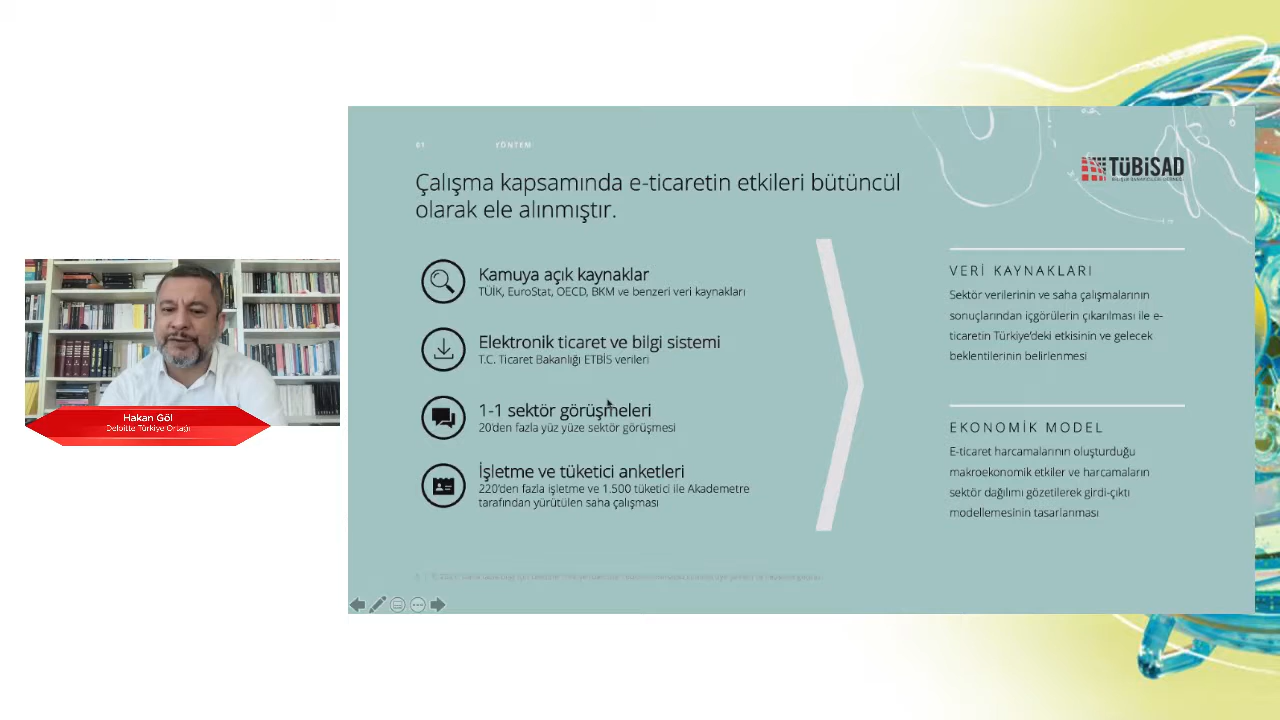 01 YÖNTEM
TÜBİSAD
Çalışma kapsamında e-ticaretin etkileri bütüncül
olarak ele alınmıştır.
Kamuya açık kaynaklar
TÜİK, EuroStat, OECD, BKM ve benzeri veri kaynakları
Elektronik ticaret ve bilgi sistemi
T.C. Ticaret Bakanlığı ETBİS verileri
1-1 sektör görüşmeleri
20'den fazla yüz yüze sektör görüşmesi
İşletme ve tüketici anketleri
220'den fazla işletme ve 1.500 tüketici ile Akademetre
tarafından yürütülen saha çalışması
VERİ KAYNAKLARI
Sektör verilerinin ve saha çalışmalarının
sonuçlarından içgörülerin çıkarılması ile e-
ticaretin Türkiye'deki etkisinin ve gelecek
beklentilerinin belirlenmesi
EKONOMİK MODEL
E-ticaret harcamalarının oluşturduğu
makroekonomik etkiler ve harcamaların
sektör dağılımı gözetilerek girdi-çıktı
modellemesinin tasarlanması
Hakan Göl
Deloitte Türkiye Ortağı